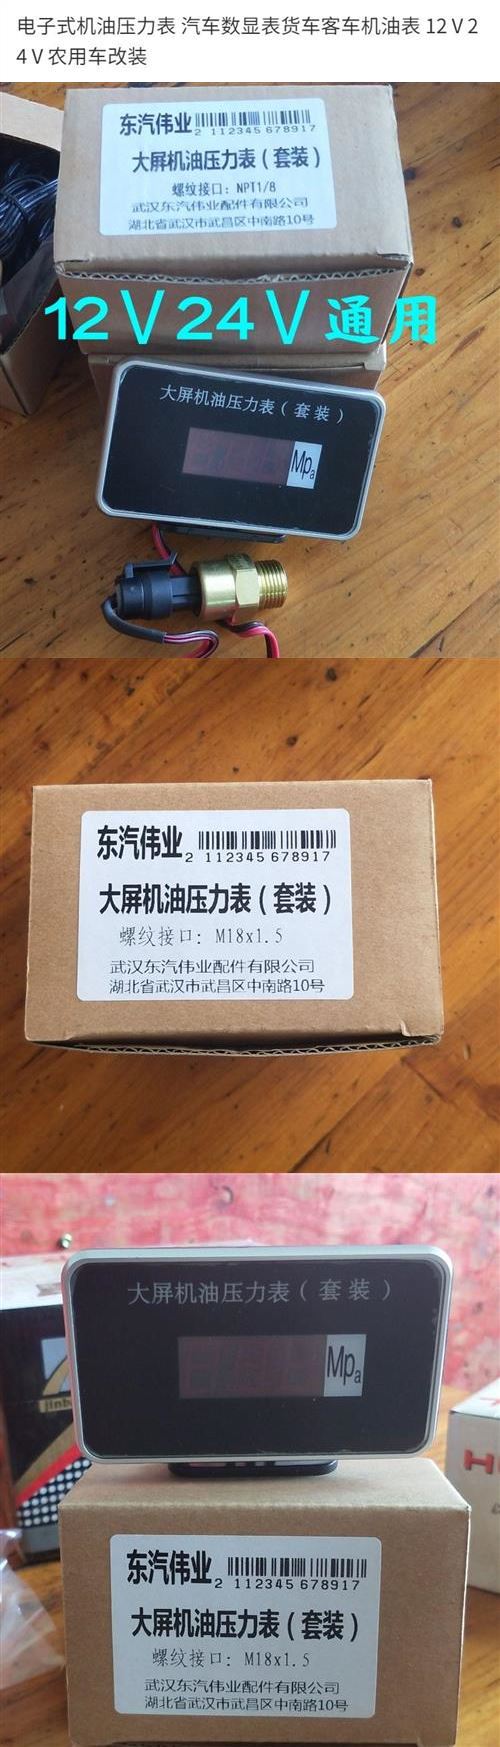 电子式机油压力表 汽车数显表货车客车机油表 12 V 2
4 V 农用车改装
东汽伟业
2 112345 678917
大屏机油压力表（套装）
螺纹接口：NPT1/8
武汉东汽伟业配件有限公司
湖北省武汉市武昌区中南路10号
12V24V通用
大屏机油压力表（套装）
Mpa
东汽伟业
2 112345 678917
大屏机油压力表（套装）
螺纹接口：M18x1.5
武汉东汽伟业配件有限公司
湖北省武汉市武昌区中南路10号
大屏机油压力表（套装）
Mpa
东汽伟业
2 112345 678917
大屏机油压力表（套装）
螺纹接口：M18x1.5
武汉东汽伟业配件有限公司
湖北省武汉市武昌区中南路10号